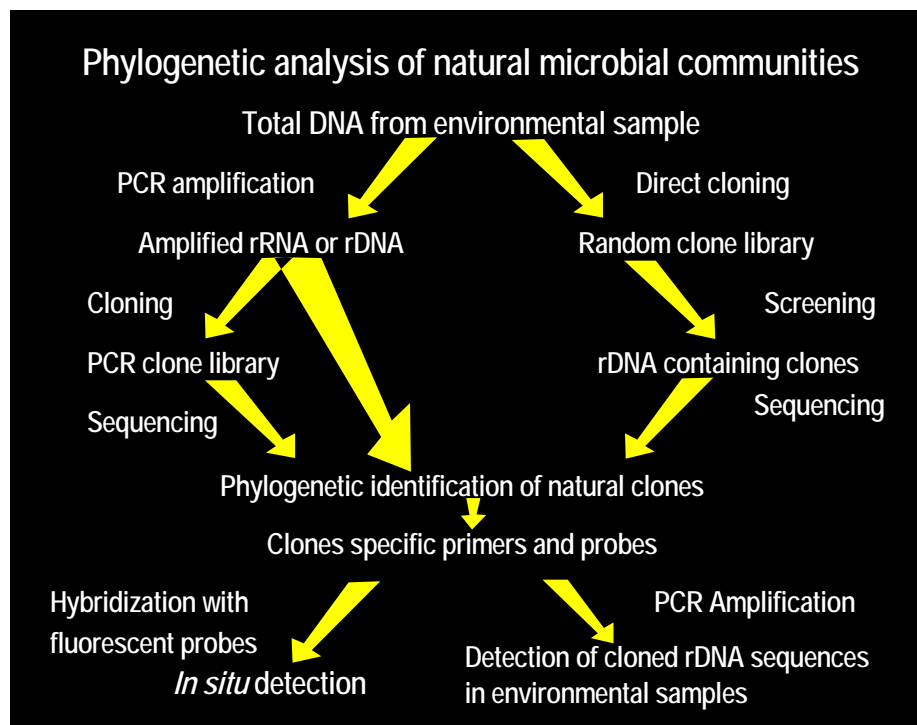 Phylogenetic analysis of natural microbial communities
Total DNA from environmental sample
PCR amplification
Direct cloning
Amplified rRNA or rDNA
Random clone library
Cloning
Screening
PCR clone library
rDNA containing clones
Sequencing
Sequencing
Phylogenetic identification of natural clones
Clones specific primers and probes
Hybridization with
fluorescent probes
PCR Amplification
In situ detection
Detection of cloned rDNA sequences
in environmental samples